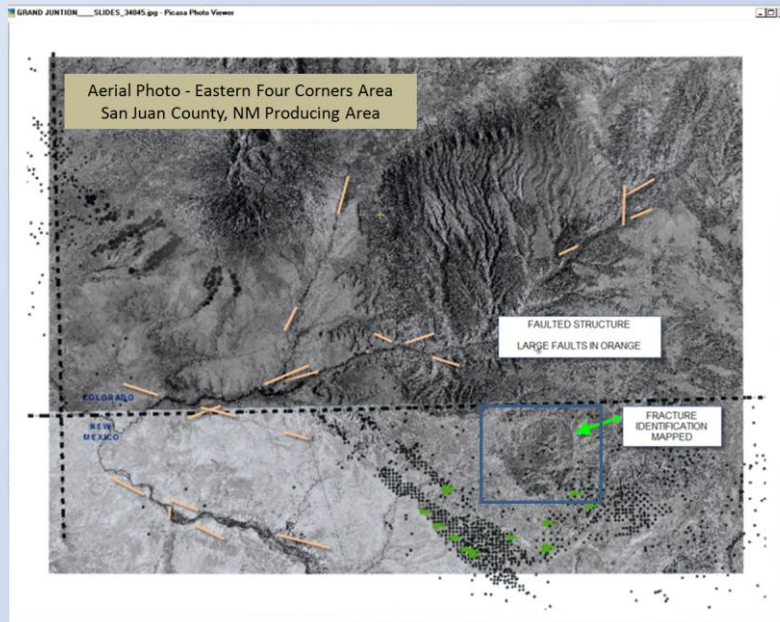 GRAND JUNTION____SLIDES_34045.jpg - Picasa Photo Viewer
Aerial Photo - Eastern Four Corners Area
San Juan County, NM Producing Area
FAULTED STRUCTURE
LARGE FAULTS IN ORANGE
COLORADO
NEW
MEXICO
FRACTURE
IDENTIFICATION
MAPPED